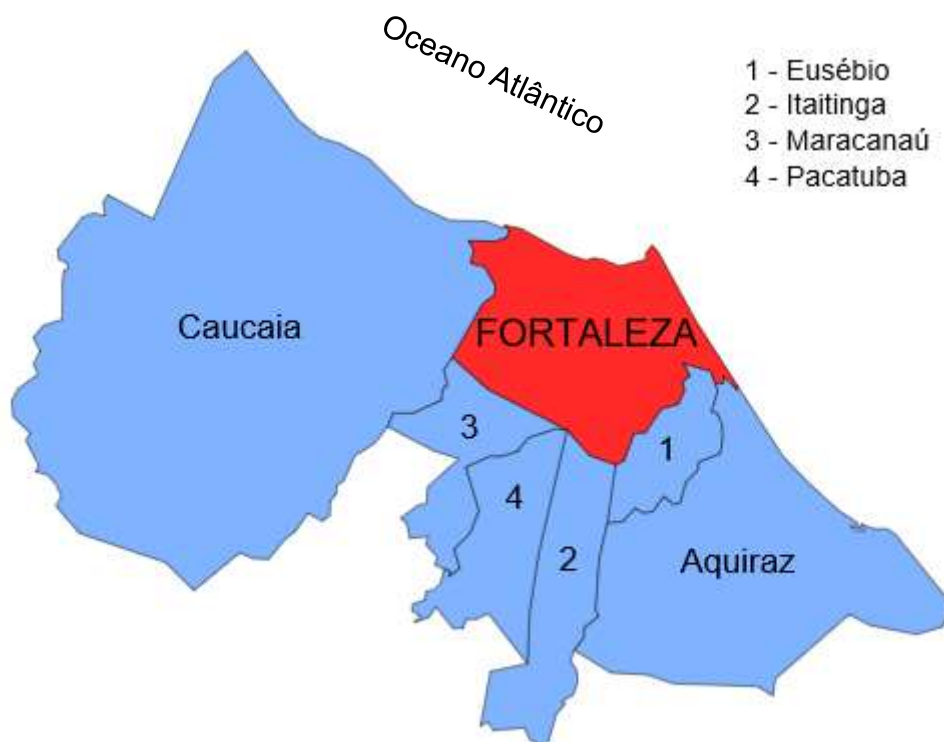 Oceano Atlântico
1 - Eusébio
2 - Itaitinga
3 - Maracanaú
4 - Pacatuba
Caucaia
FORTALEZA
3
1
4
2
Aquiraz